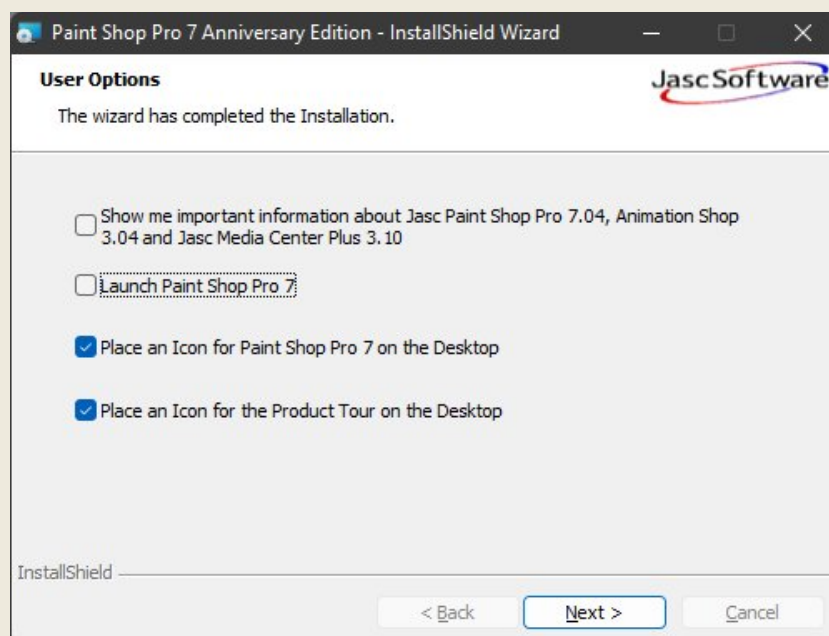 Paint Shop Pro 7 Anniversary Edition - InstallShield Wizard
User Options
JascSoftware
The wizard has completed the Installation.
Show me important information about Jasc Paint Shop Pro 7.04, Animation Shop
3.04 and Jasc Media Center Plus 3.10
Launch Paint Shop Pro 7
Place an Icon for Paint Shop Pro 7 on the Desktop
Place an Icon for the Product Tour on the Desktop
InstallShield
< Back
Next >
Cancel